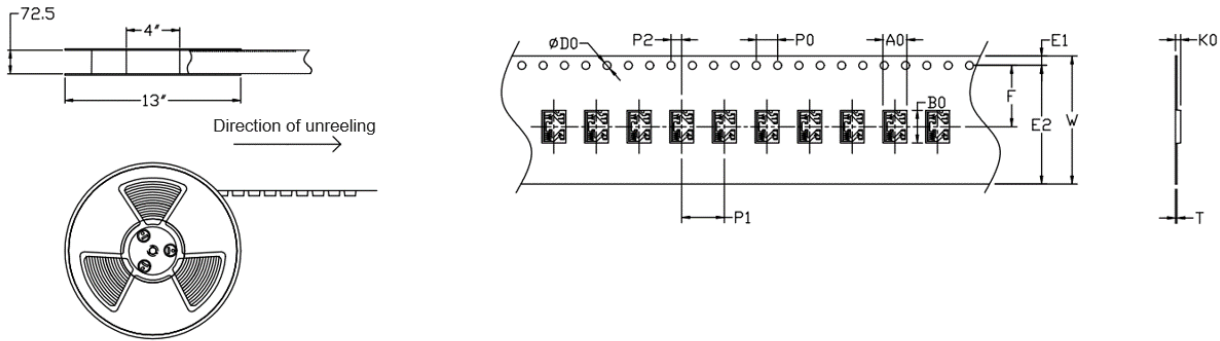 72.5
4″
13″
Direction of unreeling
ØD0
P2
P0
A0
E1
K0
F
B0
E2
W
P1
T